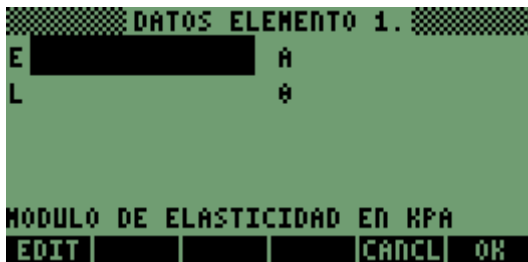 DATOS ELEMENTO 1.
E A
L θ
MODULO DE ELASTICIDAD EN KPA
EDIT CANCL OK